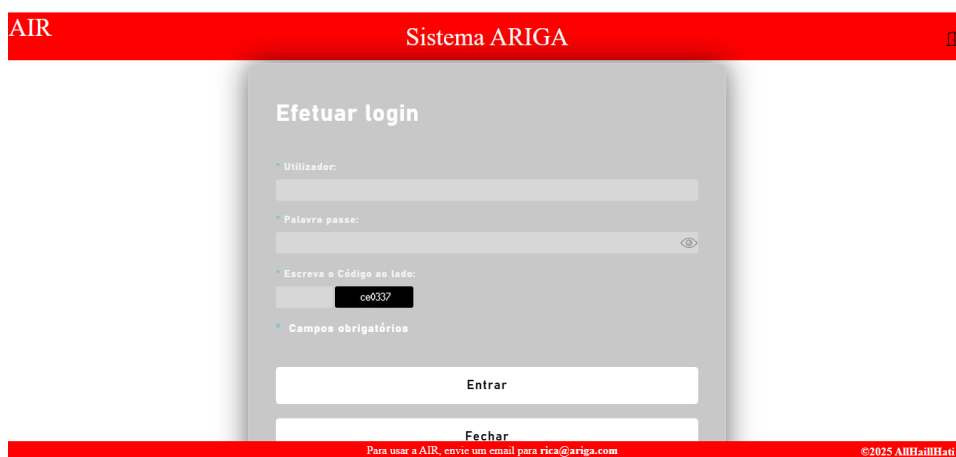 AIR
Sistema ARIGA
Efetuar login
* Utilizador:
* Palavra passe:
* Escreva o Código ao lado:
ce0337
* Campos obrigatórios
Entrar
Fechar
Para usar a AIR, envie um email para rica@ariga.com
©2025 AllHaillHati